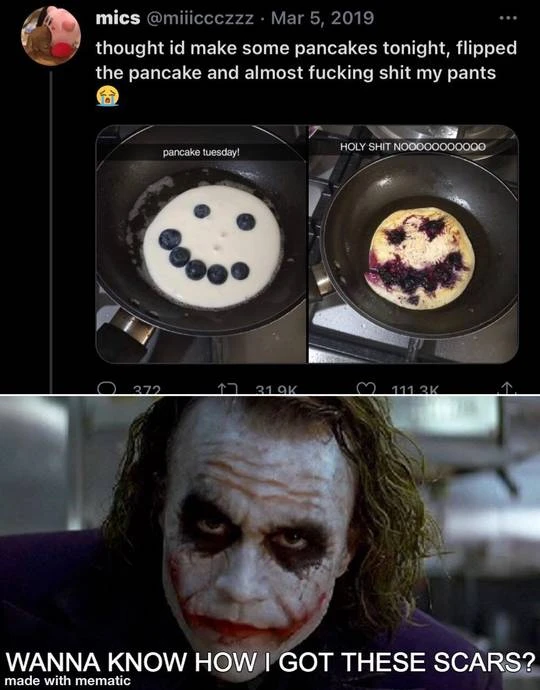 mics @miiiccczzz · Mar 5, 2019
thought id make some pancakes tonight, flipped
the pancake and almost fucking shit my pants
😭
pancake tuesday!
HOLY SHIT NOOOOOOOOOOO
372 31.9K 111.3K
WANNA KNOW HOW I GOT THESE SCARS?
made with mematic